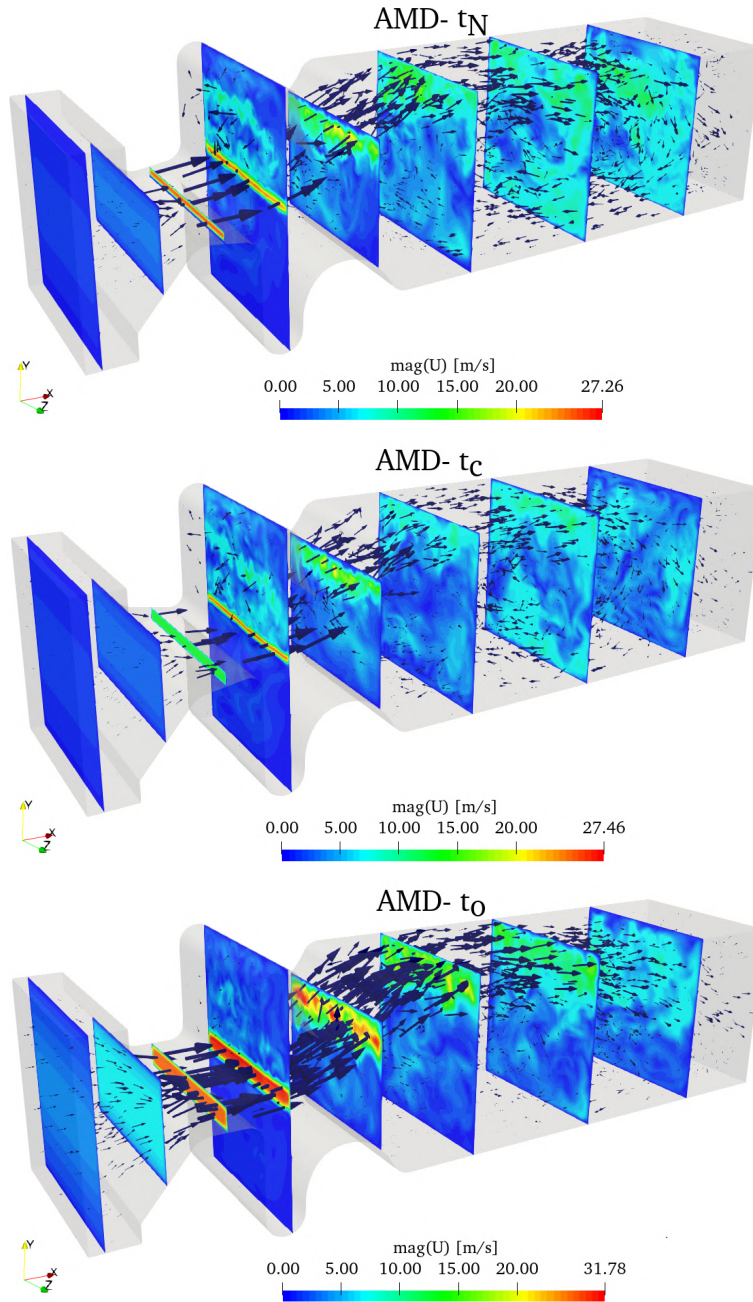 AMD- tN
Y
X
Z
mag(U) [m/s]
0.00 5.00 10.00 15.00 20.00 27.26
AMD- tc
Y
X
Z
mag(U) [m/s]
0.00 5.00 10.00 15.00 20.00 27.46
AMD- to
Y
X
Z
mag(U) [m/s]
0.00 5.00 10.00 15.00 20.00 31.78